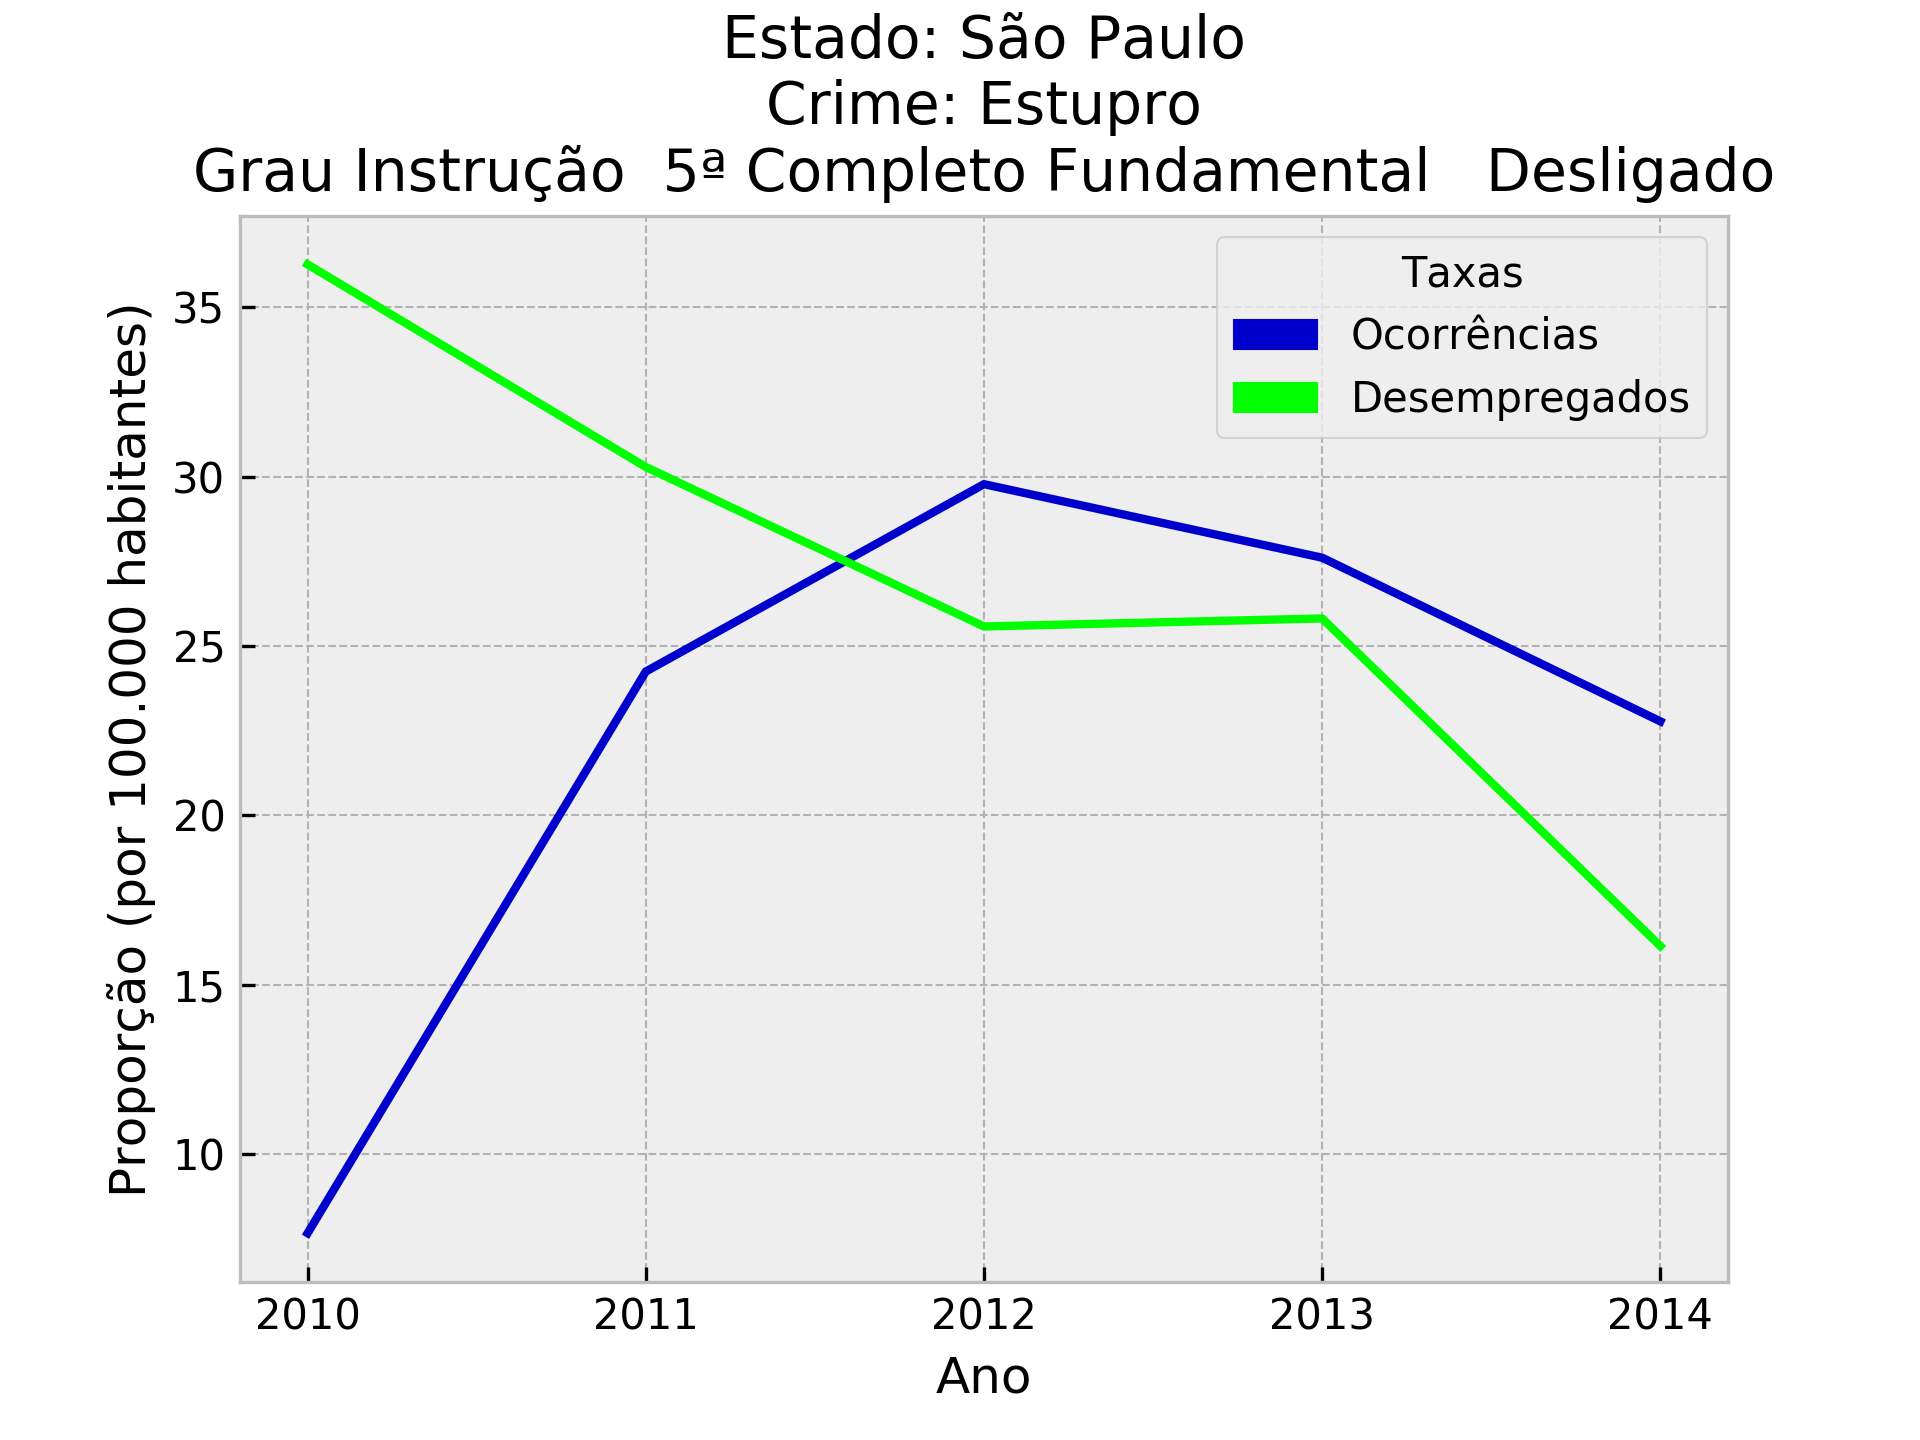 Estado: São Paulo
Crime: Estupro
Grau Instrução  5ª Completo Fundamental   Desligado
Proporção (por 100.000 habitantes)
35
30
25
20
15
10
Taxas
Ocorrências
Desempregados
2010 2011 2012 2013 2014
Ano